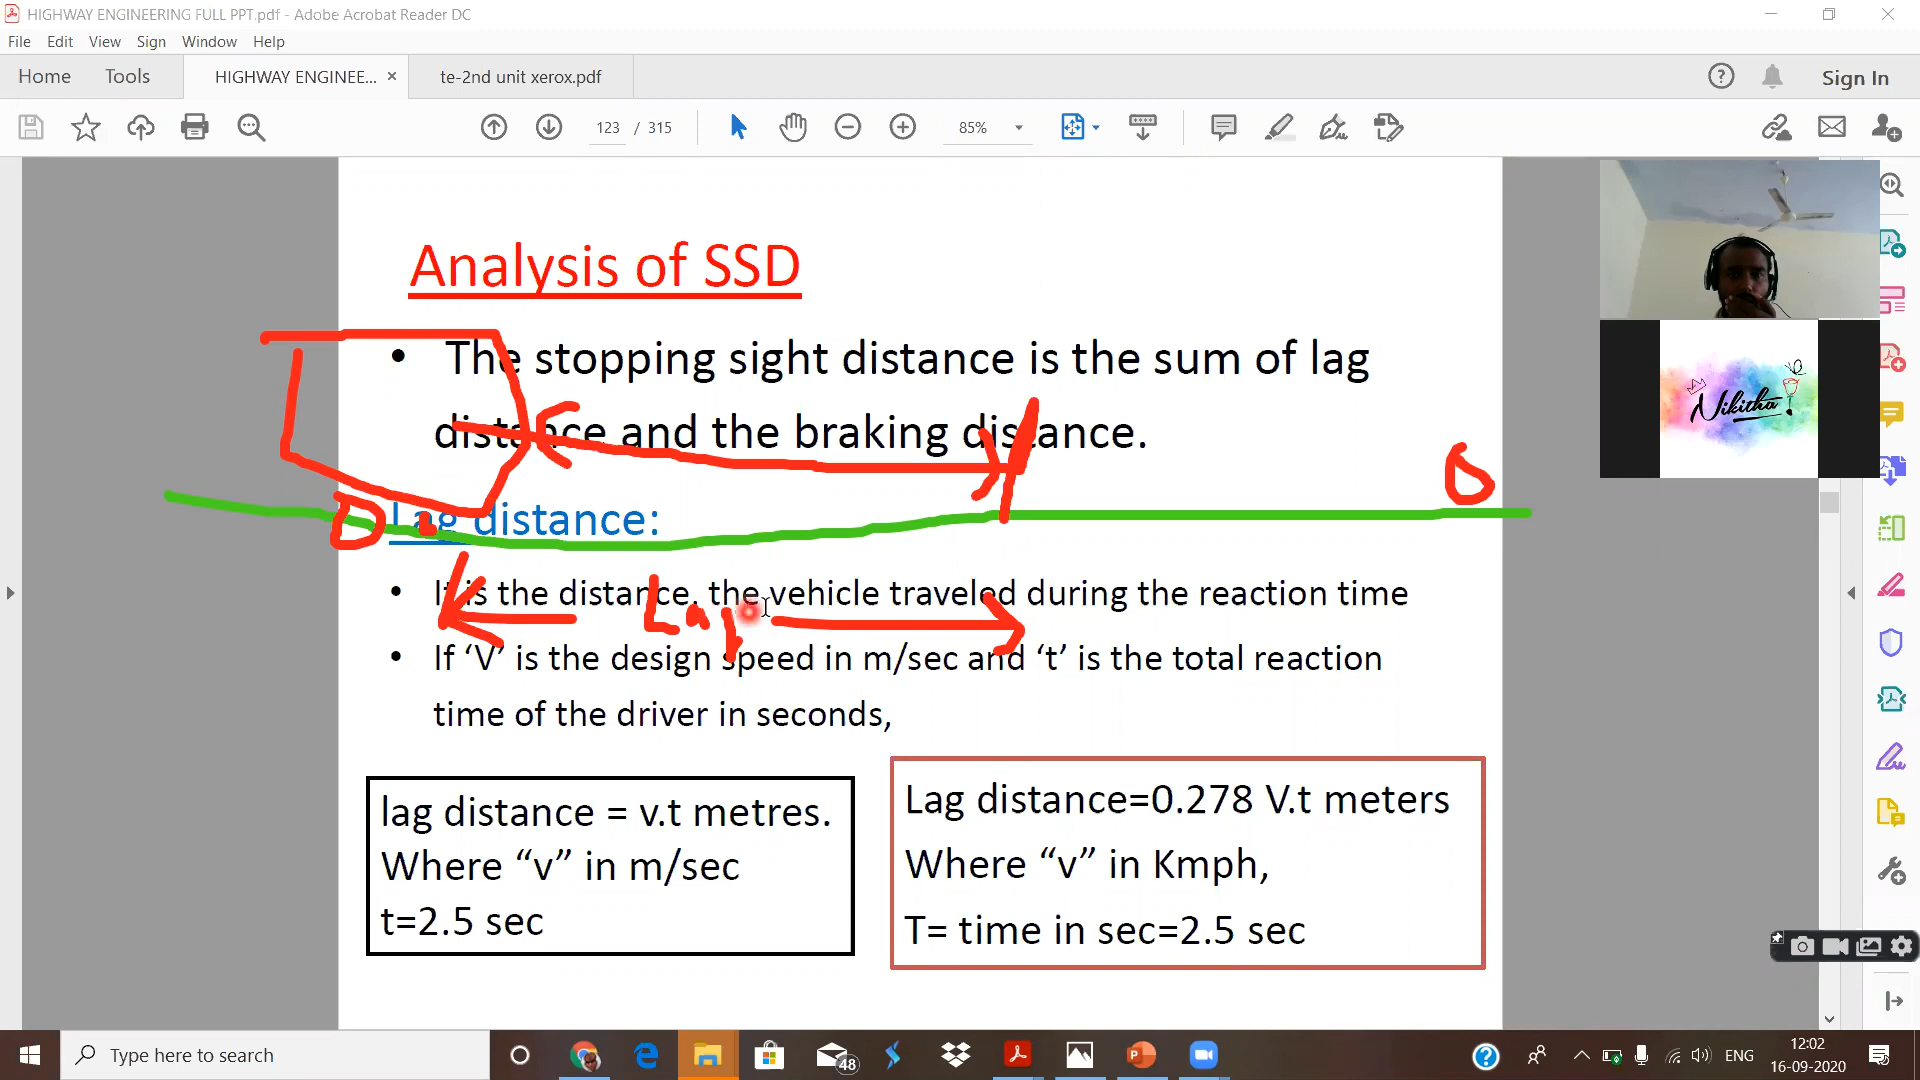 HIGHWAY ENGINEERING FULL PPT.pdf - Adobe Acrobat Reader DC
File Edit View Sign Window Help
Home Tools HIGHWAY ENGINEE... × te-2nd unit xerox.pdf Sign In
123 / 315 85%
Analysis of SSD
• The stopping sight distance is the sum of lag
distance and the braking distance.
Lag distance:
• It is the distance, the vehicle traveled during the reaction time
Lag
• If ‘V’ is the design speed in m/sec and ‘t’ is the total reaction
time of the driver in seconds,
lag distance = v.t metres.
Where “v” in m/sec
t=2.5 sec
Lag distance=0.278 V.t meters
Where “v” in Kmph,
T= time in sec=2.5 sec
Nikitha
Type here to search
48
ENG
12:02
16-09-2020